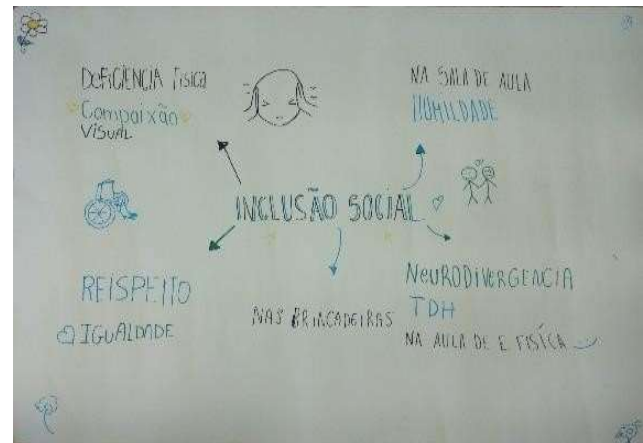 DEFICIENCIA FISICA
Compaixão
VISUAL
NA SALA DE AULA
HUMILDADE
INCLUSÃO SOCIAL
REISPEITO
IGUALDADE
NAS BRINCADEIRAS
NEURODIVERGENCIA
TDH
NA AULA DE E FISÍCA